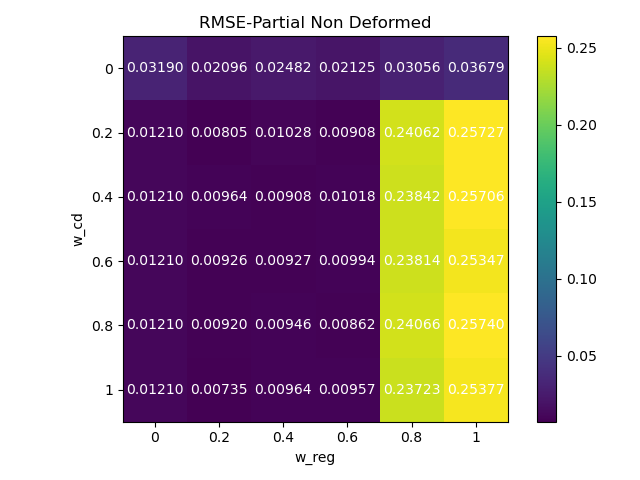 RMSE-Partial Non Deformed
0 0.03190 0.02096 0.02482 0.02125 0.03056 0.03679
0.2 0.01210 0.00805 0.01028 0.00908 0.24062 0.25727
0.4 0.01210 0.00964 0.00908 0.01018 0.23842 0.25706
0.6 0.01210 0.00926 0.00927 0.00994 0.23814 0.25347
0.8 0.01210 0.00920 0.00946 0.00862 0.24066 0.25740
1 0.01210 0.00735 0.00964 0.00957 0.23723 0.25377
w_cd
0 0.2 0.4 0.6 0.8 1
w_reg
0.25
0.20
0.15
0.10
0.05